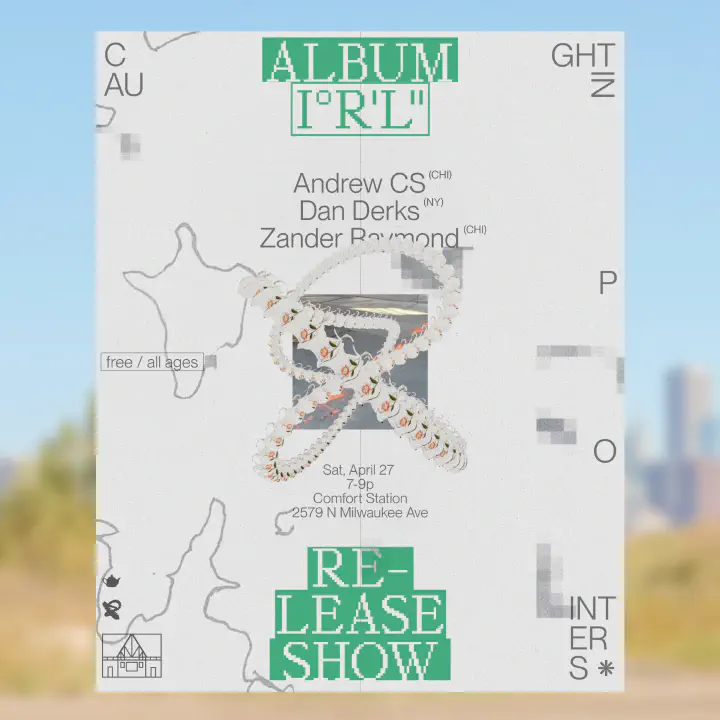 C
AU
GHT
IN
ALBUM
I°R'L"
Andrew CS (CHI)
Dan Derks (NY)
Zander Raymond (CHI)
P
free / all ages
O
Sat, April 27
7-9p
Comfort Station
2579 N Milwaukee Ave
INT
ER
S*
RE-
LEASE
SHOW